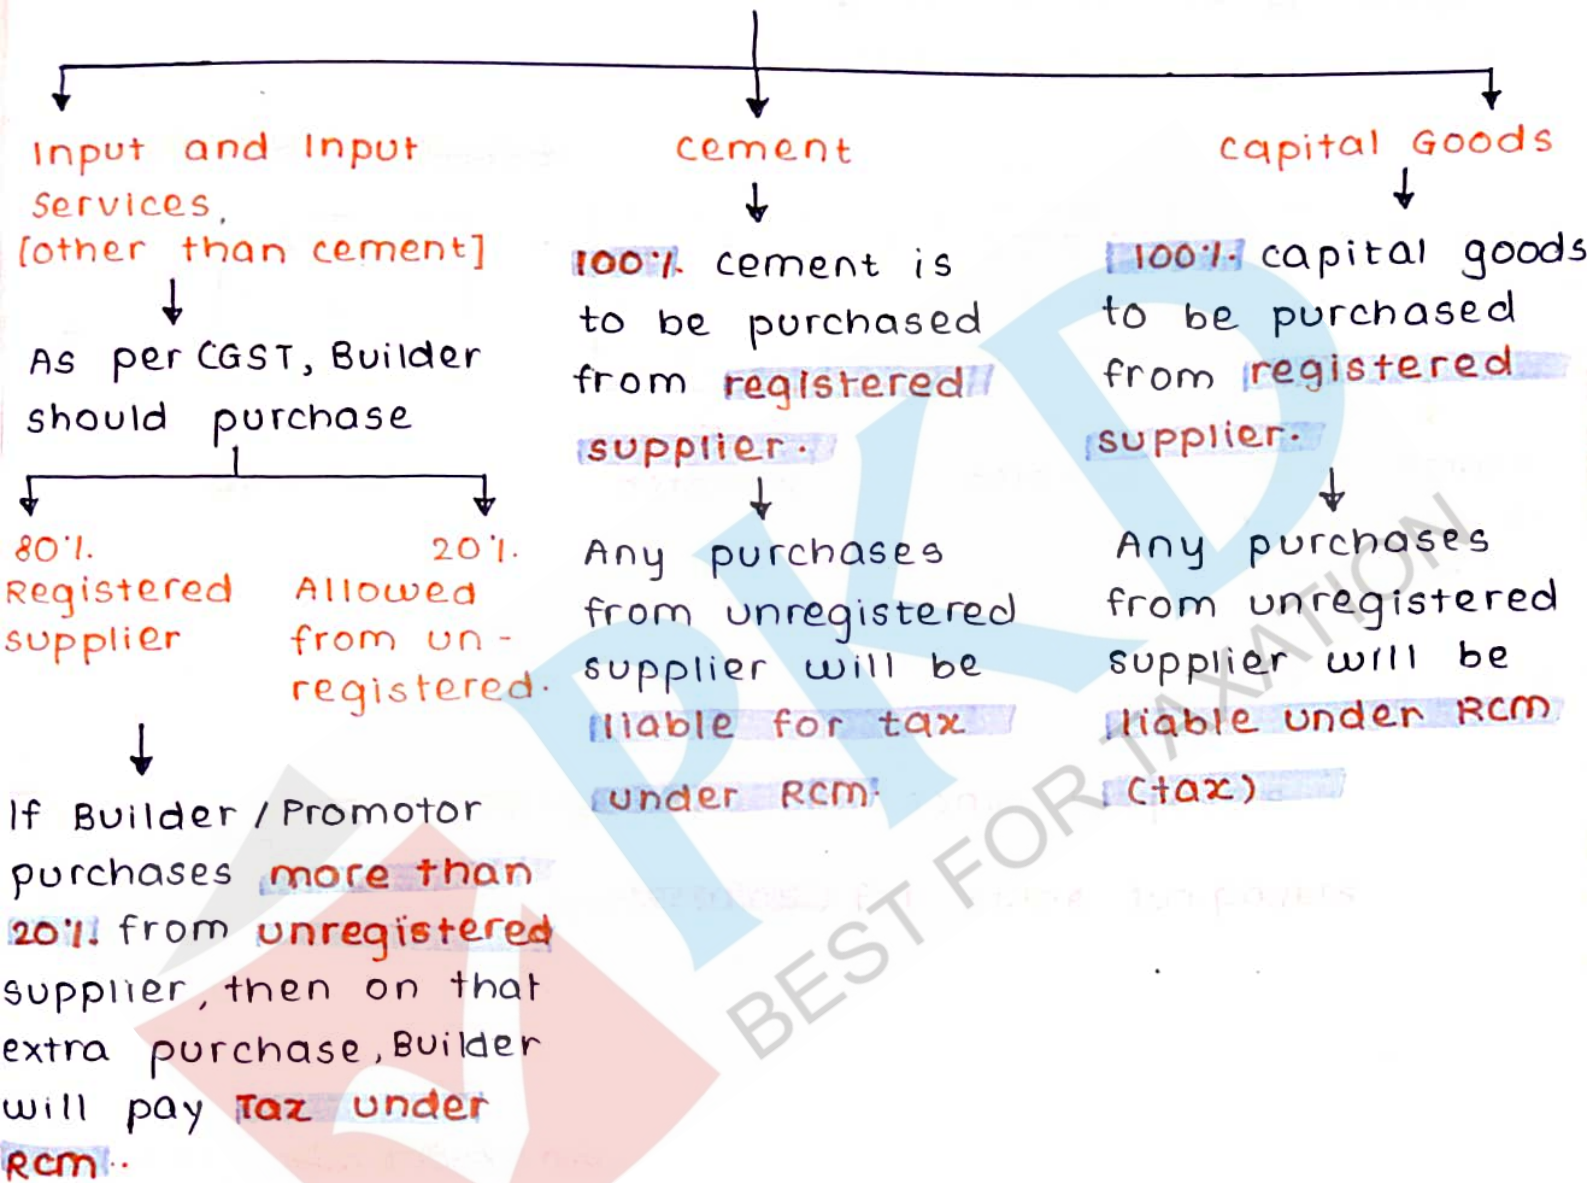 Input and Input
Services,
[other than cement]
As per CGST, Builder
should purchase
80%.
Registered
supplier
20%.
Allowed
from un-
registered.
If Builder / Promotor
purchases more than
20% from unregistered
supplier, then on that
extra purchase, Builder
will pay Tax under
RCM..
cement
100% cement is
to be purchased
from registered
supplier.
Any purchases
from unregistered
supplier will be
liable for tax
under RCM.
Capital Goods
100% capital goods
to be purchased
from registered
supplier.
Any purchases
from unregistered
supplier will be
liable under RCM
(tax)
PKD
BEST FOR TAXATION